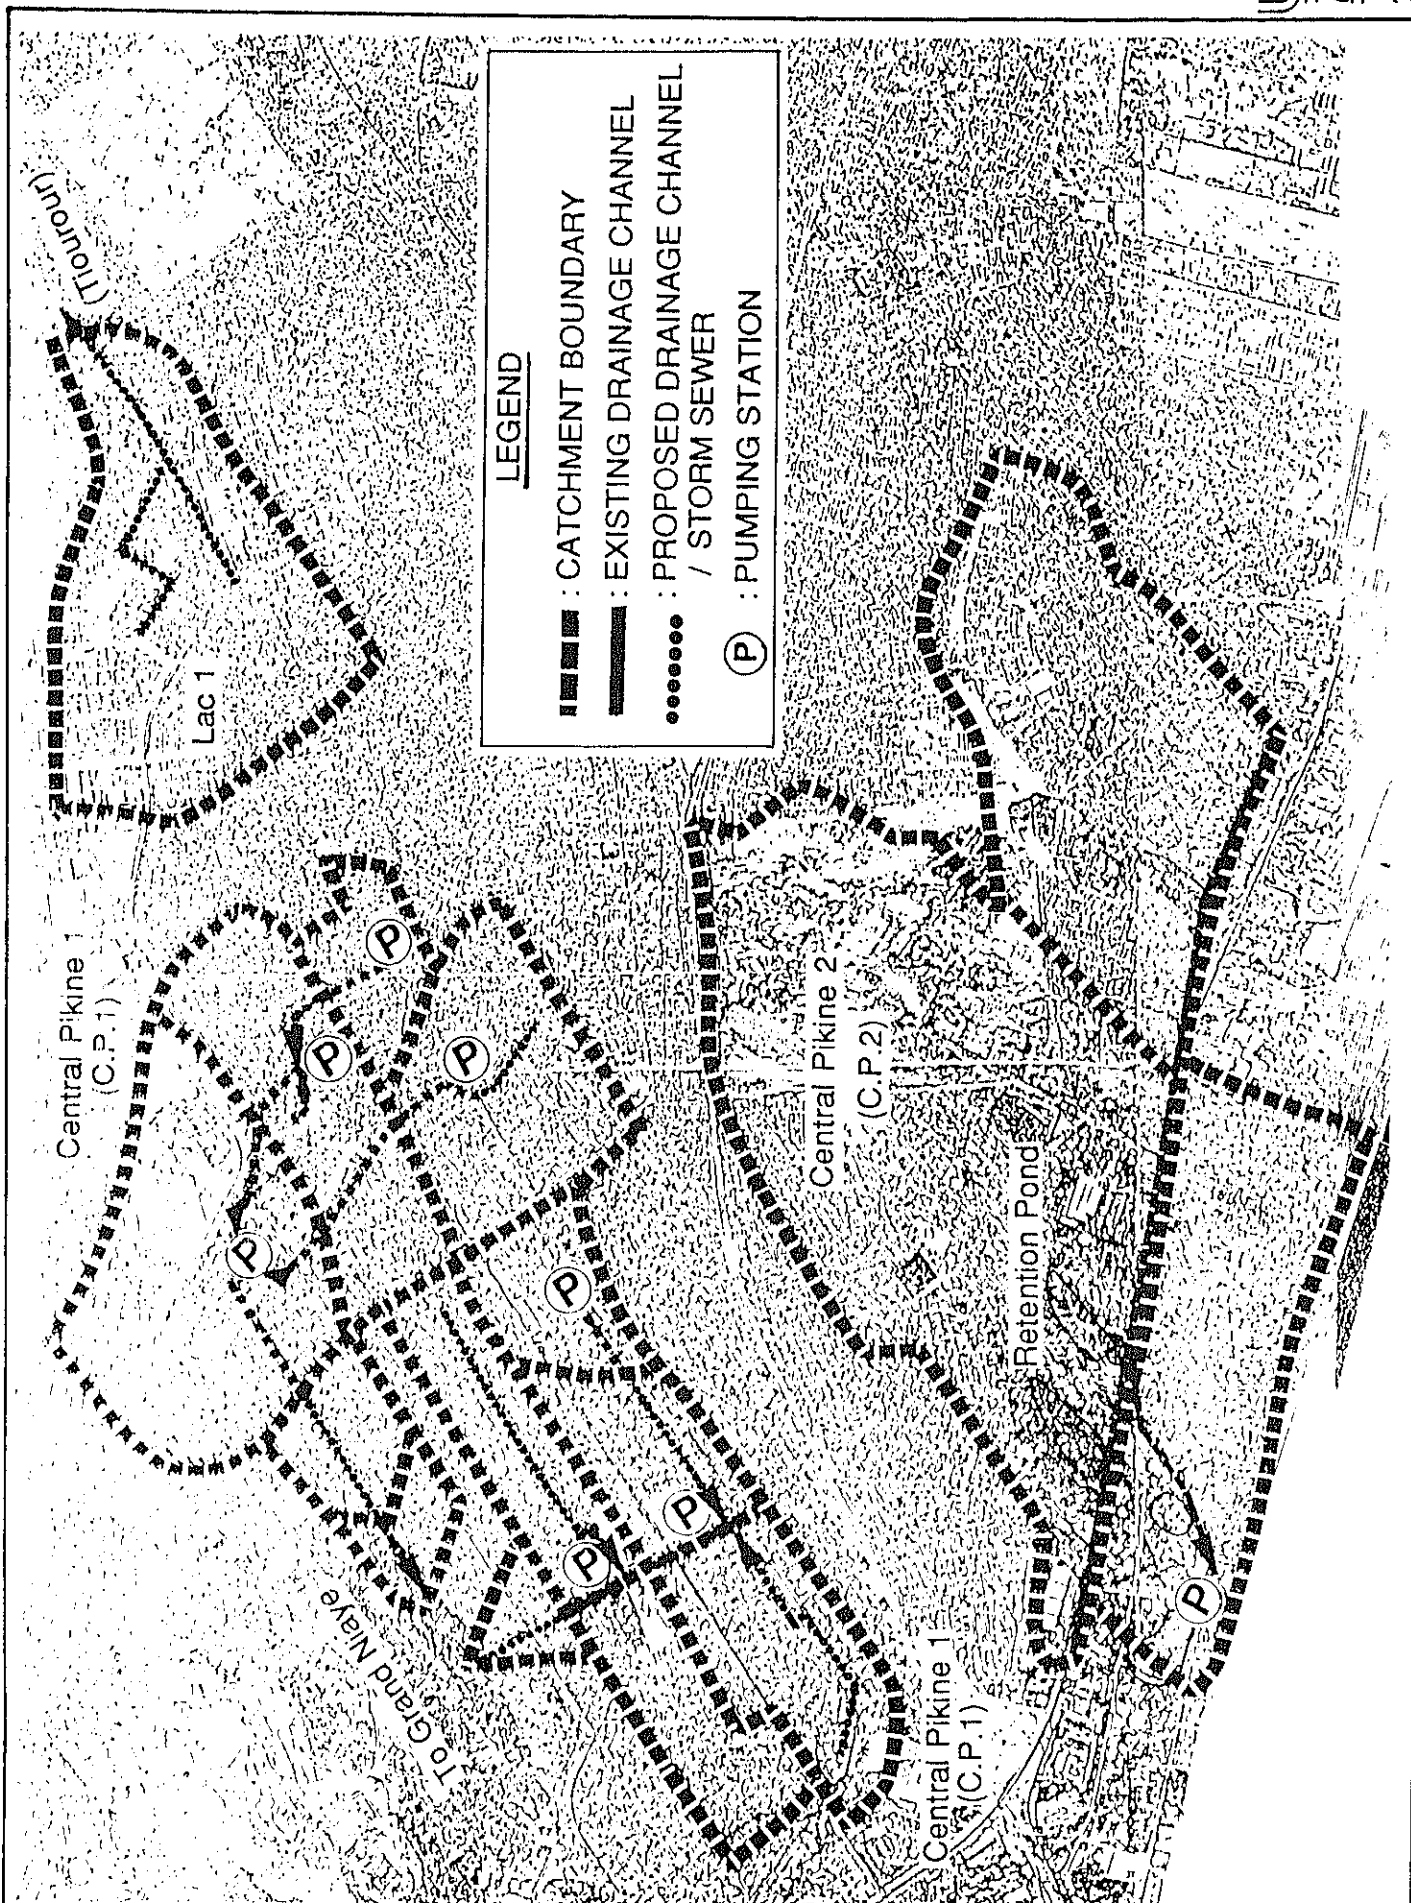 LEGEND
: CATCHMENT BOUNDARY
: EXISTING DRAINAGE CHANNEL
: PROPOSED DRAINAGE CHANNEL
/ STORM SEWER
P : PUMPING STATION
(Tiourour)
Lac 1
Central Pikine 1
(C.P.1)
P
P
P
P
P
P
P
To Grand Niaye
Central Pikine 2
(C.P.2)
Retention Pond
Central Pikine 1
(C.P.1)
P